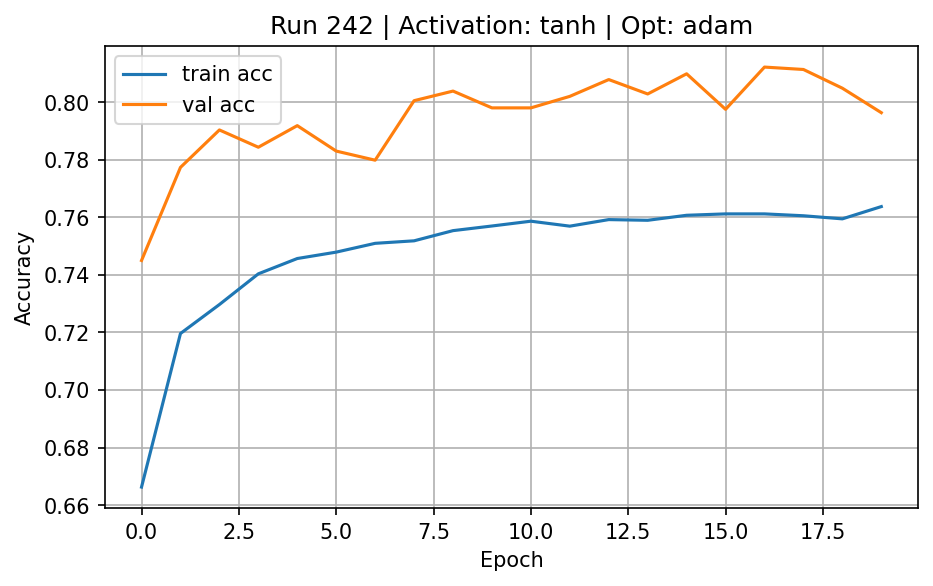 Run 242 | Activation: tanh | Opt: adam
train acc
val acc
Accuracy
0.80
0.78
0.76
0.74
0.72
0.70
0.68
0.66
0.0 2.5 5.0 7.5 10.0 12.5 15.0 17.5
Epoch